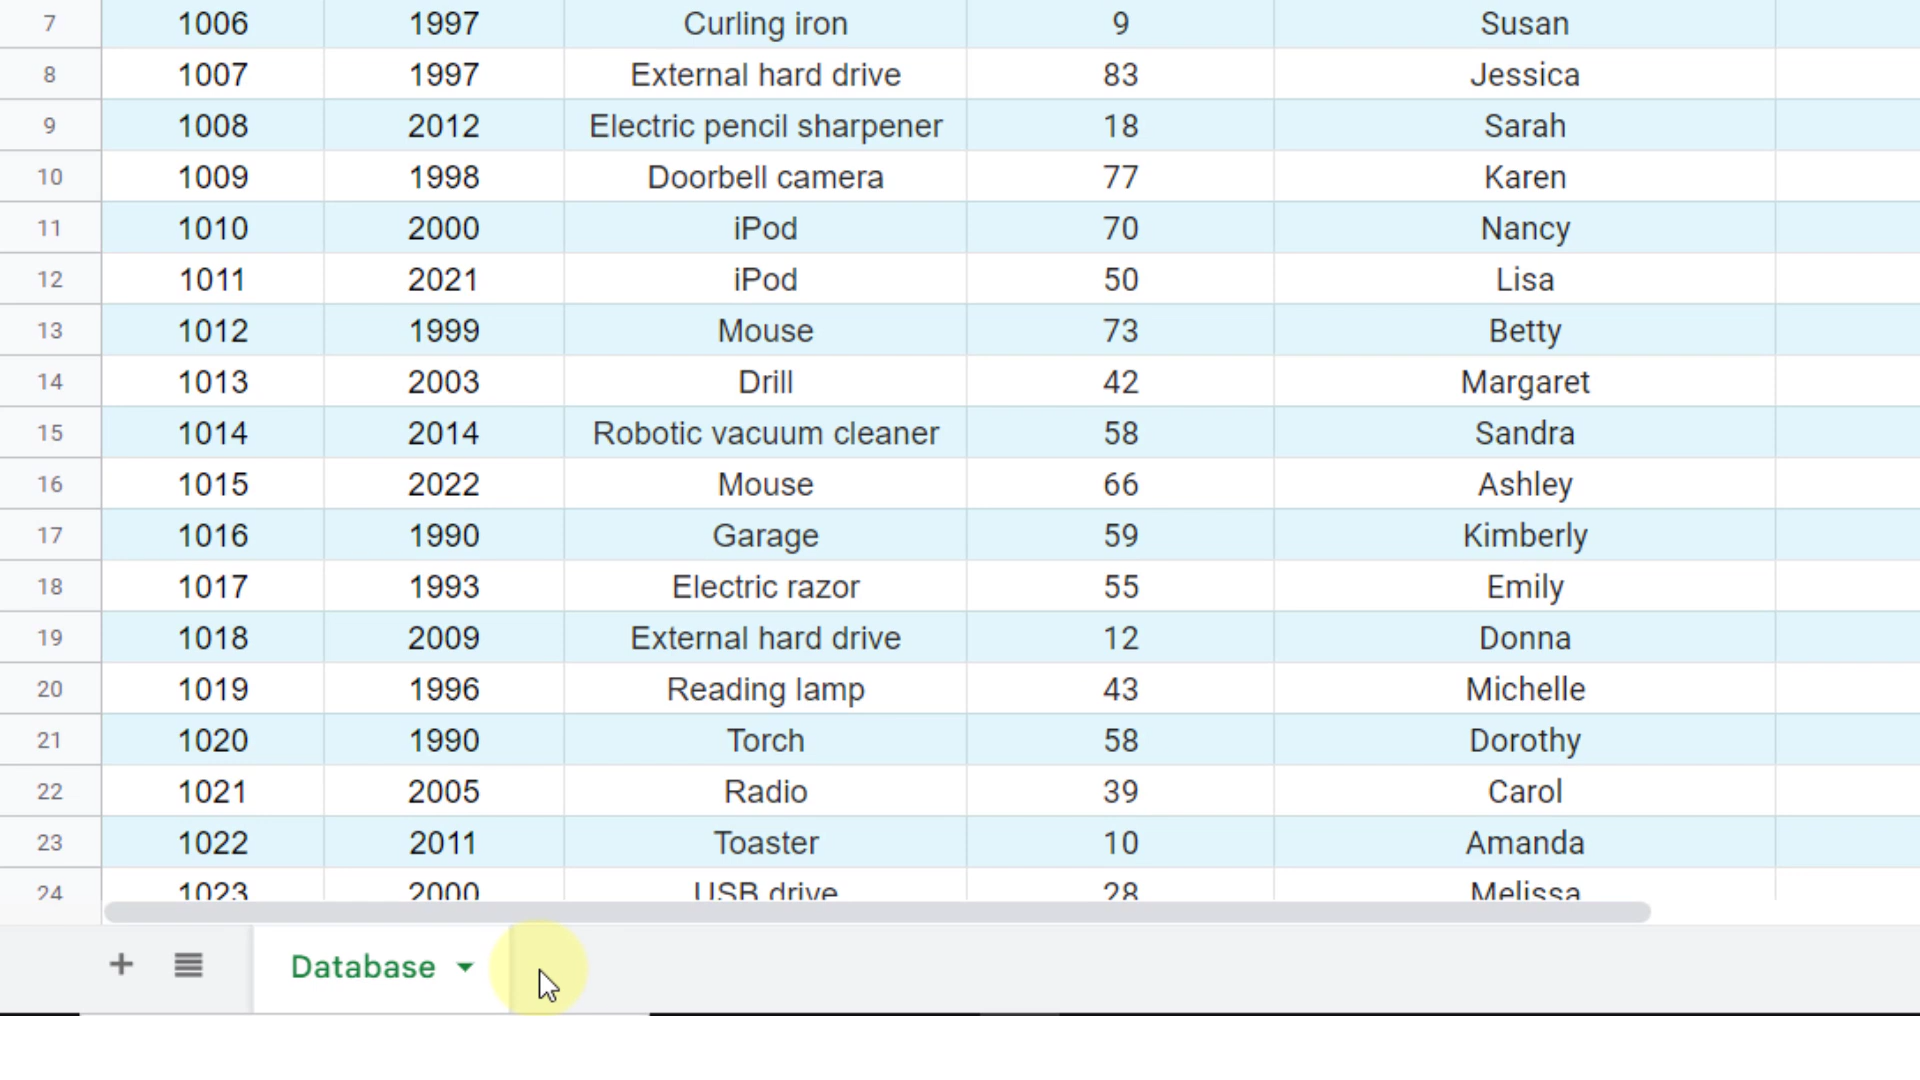 7 1006 1997 Curling iron 9 Susan
8 1007 1997 External hard drive 83 Jessica
9 1008 2012 Electric pencil sharpener 18 Sarah
10 1009 1998 Doorbell camera 77 Karen
11 1010 2000 iPod 70 Nancy
12 1011 2021 iPod 50 Lisa
13 1012 1999 Mouse 73 Betty
14 1013 2003 Drill 42 Margaret
15 1014 2014 Robotic vacuum cleaner 58 Sandra
16 1015 2022 Mouse 66 Ashley
17 1016 1990 Garage 59 Kimberly
18 1017 1993 Electric razor 55 Emily
19 1018 2009 External hard drive 12 Donna
20 1019 1996 Reading lamp 43 Michelle
21 1020 1990 Torch 58 Dorothy
22 1021 2005 Radio 39 Carol
23 1022 2011 Toaster 10 Amanda
24 1023 2000 USB drive 28 Melissa
Database